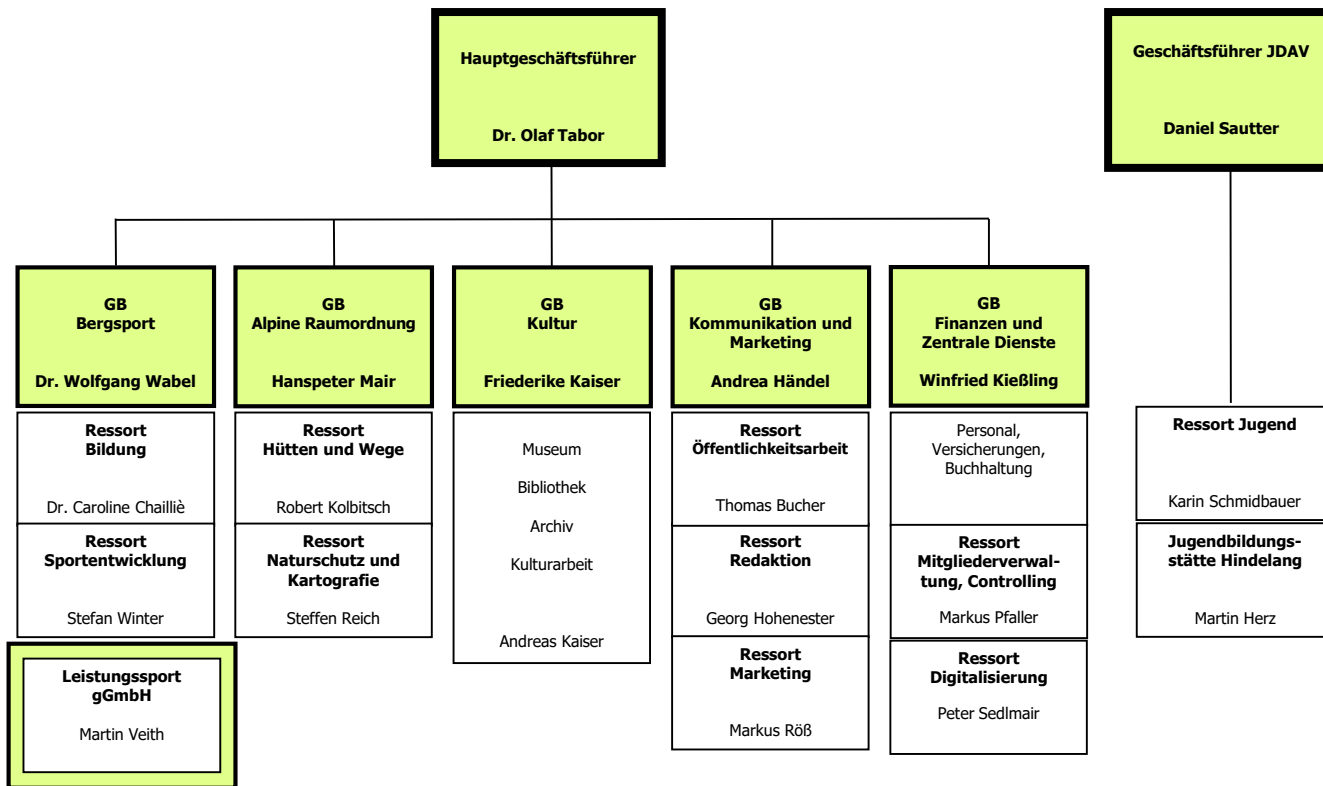 Hauptgeschäftsführer
Dr. Olaf Tabor
Geschäftsführer JDAV
Daniel Sautter
GB
Bergsport
Dr. Wolfgang Wabel
GB
Alpine Raumordnung
Hanspeter Mair
GB
Kultur
Friederike Kaiser
GB
Kommunikation und
Marketing
Andrea Händel
GB
Finanzen und
Zentrale Dienste
Winfried Kießling
Ressort
Bildung
Dr. Caroline Chaillè
Ressort
Sportentwicklung
Stefan Winter
Leistungssport
gGmbH
Martin Veith
Ressort
Hütten und Wege
Robert Kolbitsch
Ressort
Naturschutz und
Kartografie
Steffen Reich
Museum
Bibliothek
Archiv
Kulturarbeit
Andreas Kaiser
Ressort
Öffentlichkeitsarbeit
Thomas Bucher
Ressort
Redaktion
Georg Hohenester
Ressort
Marketing
Markus Röß
Personal,
Versicherungen,
Buchhaltung
Ressort
Mitgliederverwal-
tung, Controlling
Markus Pfaller
Ressort
Digitalisierung
Peter Sedlmair
Ressort Jugend
Karin Schmidbauer
Jugendbildungs-
stätte Hindelang
Martin Herz